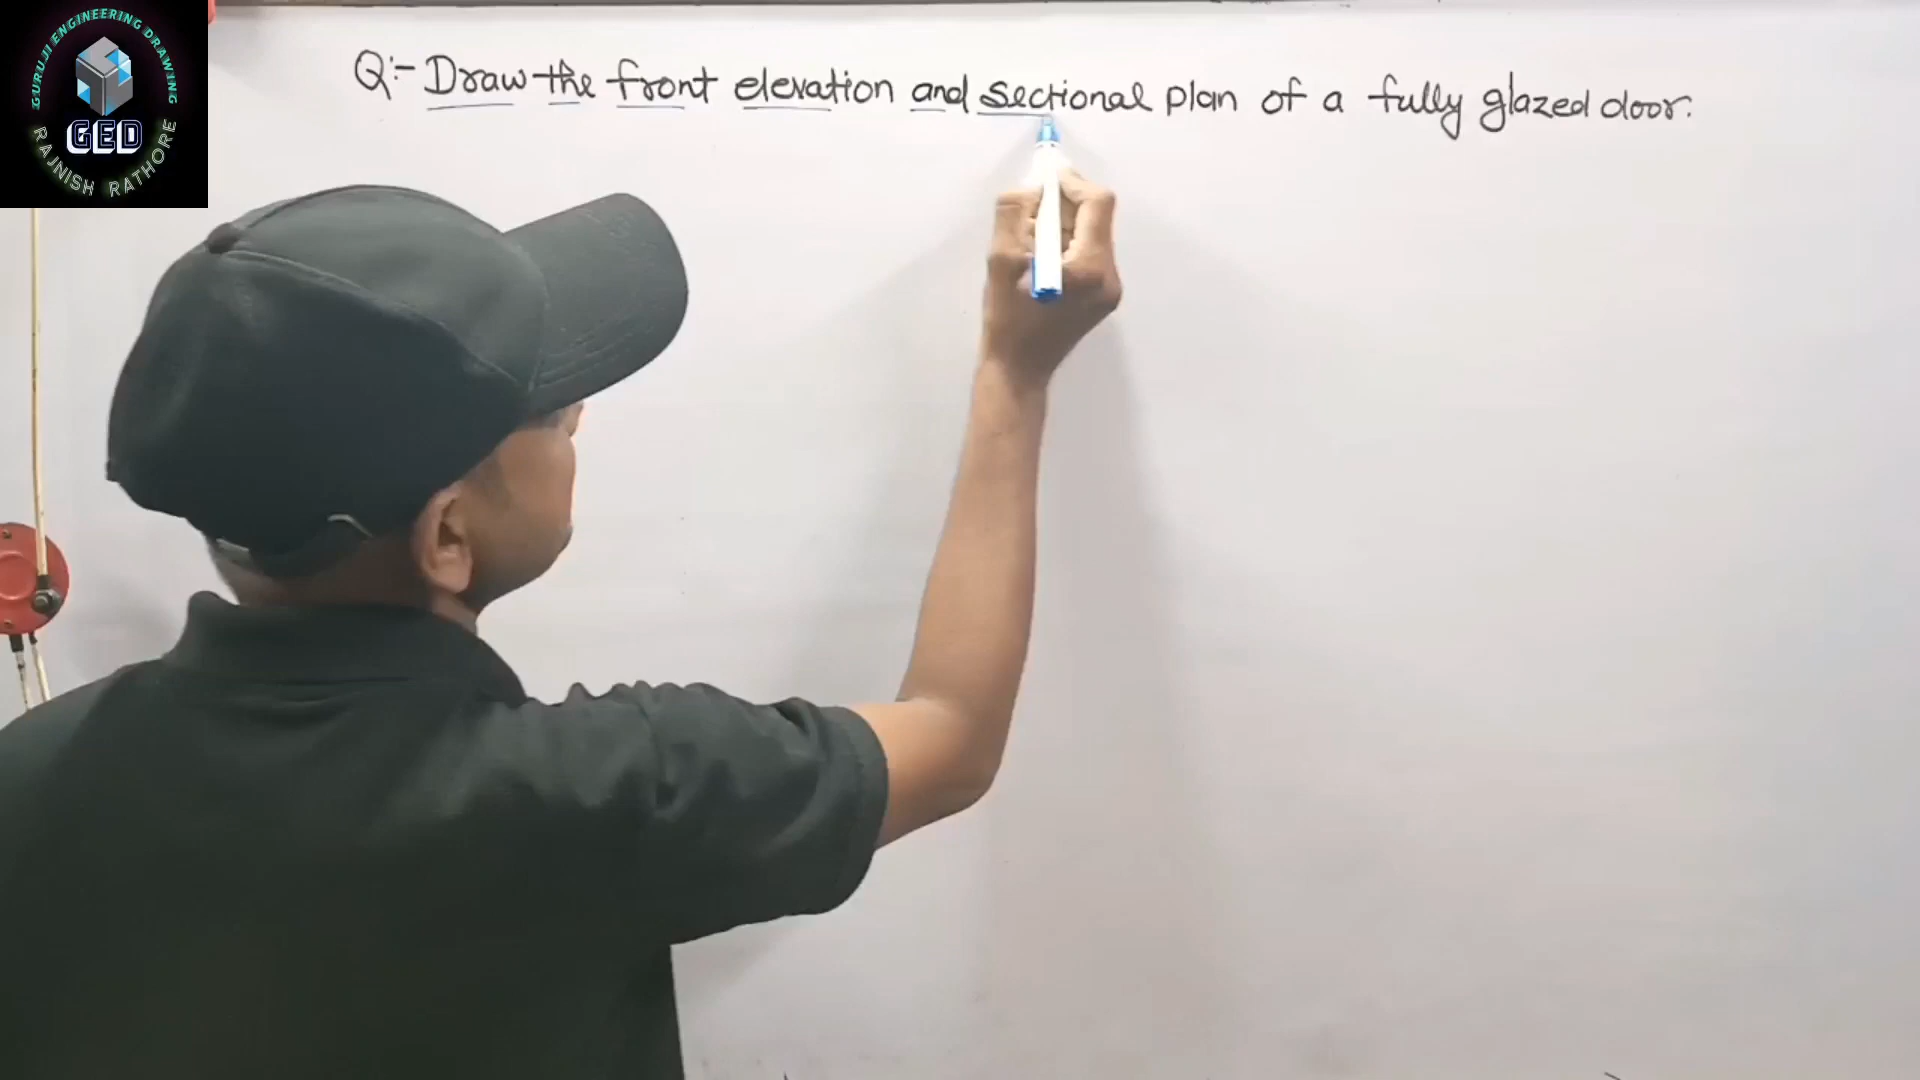 GURUJI ENGINEERING DRAWING
GED
RAJNISH RATHORE
Q:- Draw the front elevation and sectional plan of a fully glazed door.